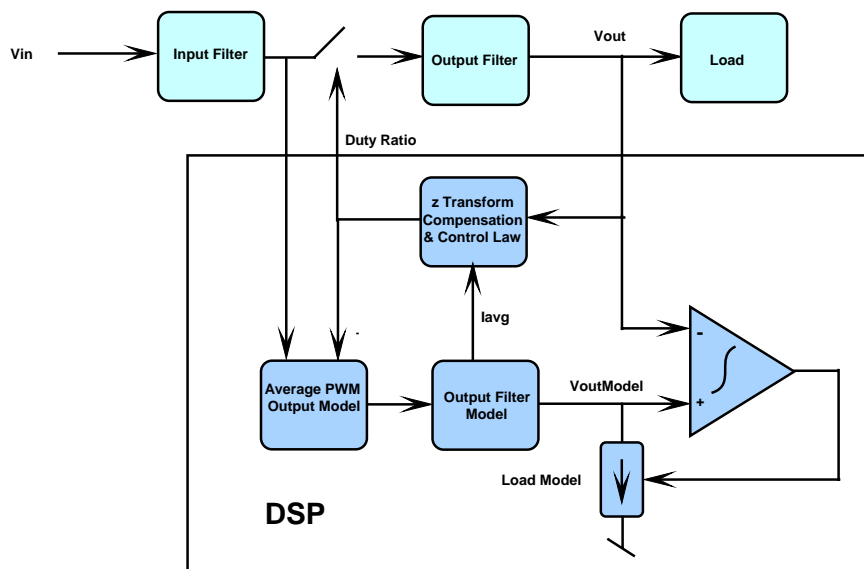 Vin
Input Filter
Output Filter
Vout
Load
Duty Ratio
z Transform
Compensation
& Control Law
Iavg
-
Average PWM
Output Model
Output Filter
Model
VoutModel
-
+
Load Model
DSP